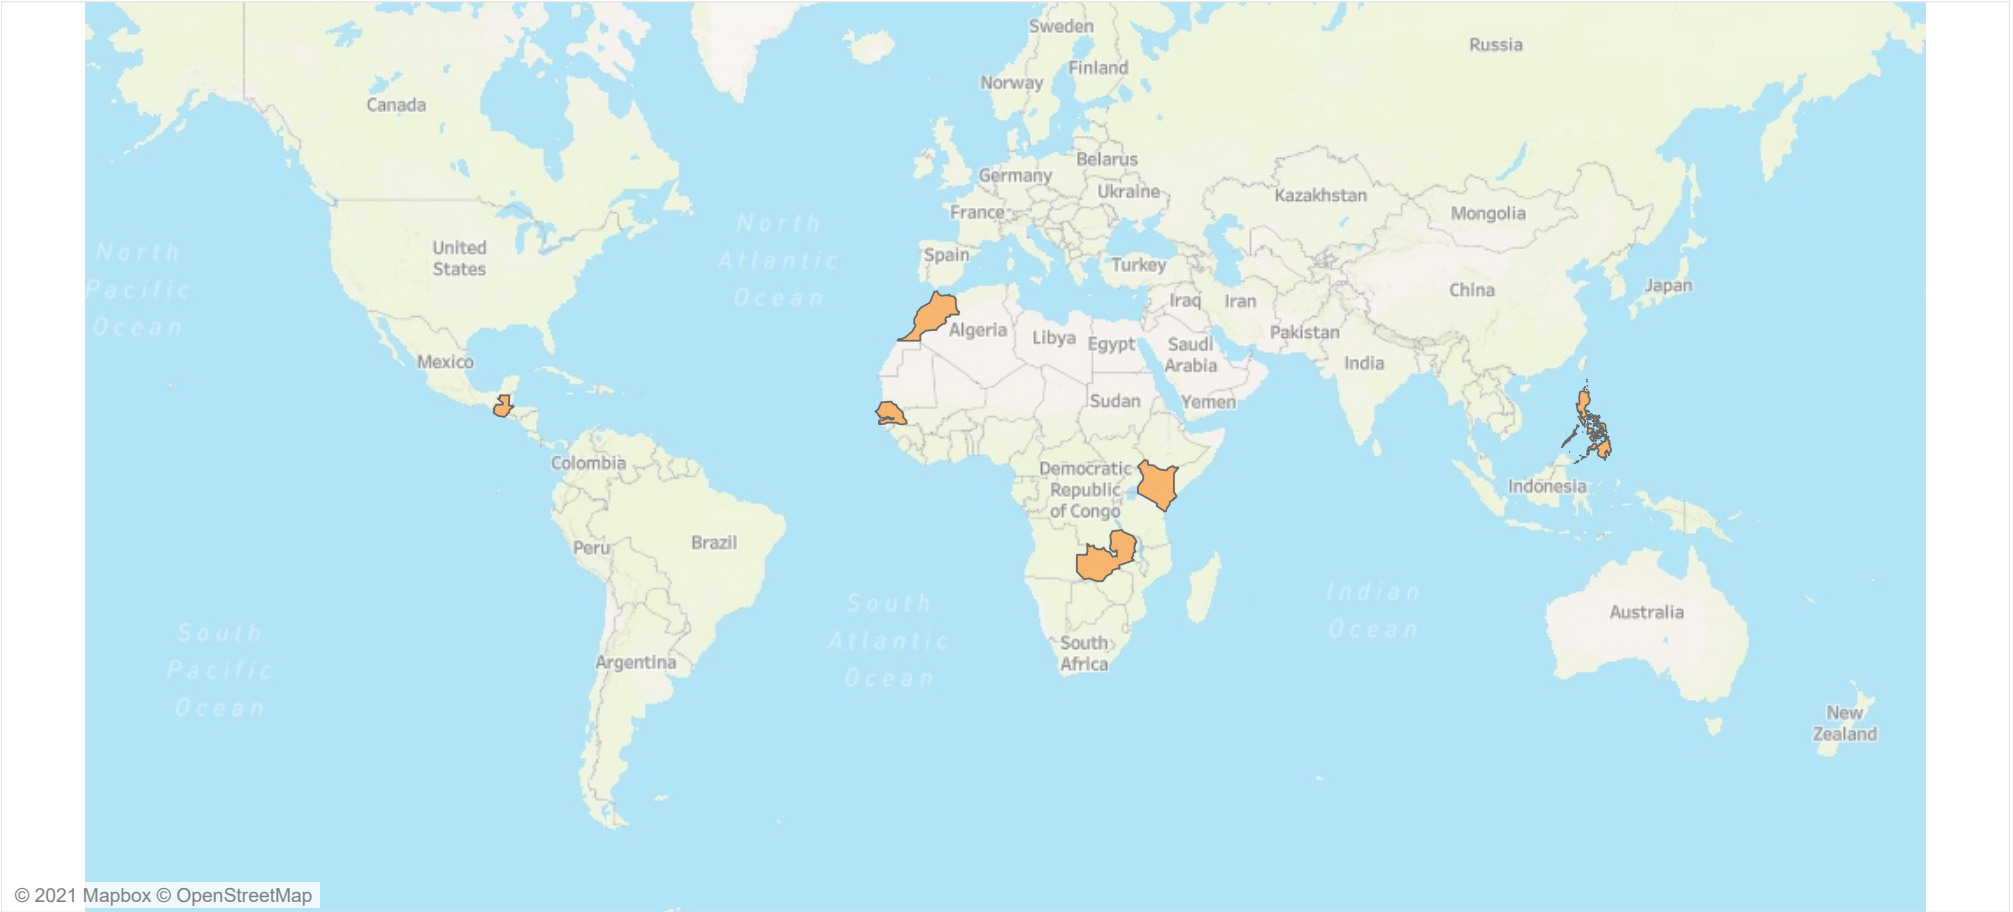 Sweden
Russia
Finland
Norway
Canada
Belarus
Germany
Ukraine
Kazakhstan
France
Mongolia
North
Atlantic
Ocean
North
Pacific
Ocean
United
States
Spain
Turkey
China
Japan
Iraq
Iran
Algeria
Libya
Egypt
Pakistan
Saudi
Arabia
India
Mexico
Sudan
Yemen
Colombia
Democratic
Republic
of Congo
Indonesia
Peru
Brazil
South
Atlantic
Ocean
Indian
Ocean
Australia
South
Pacific
Ocean
South
Africa
Argentina
New
Zealand
© 2021 Mapbox © OpenStreetMap